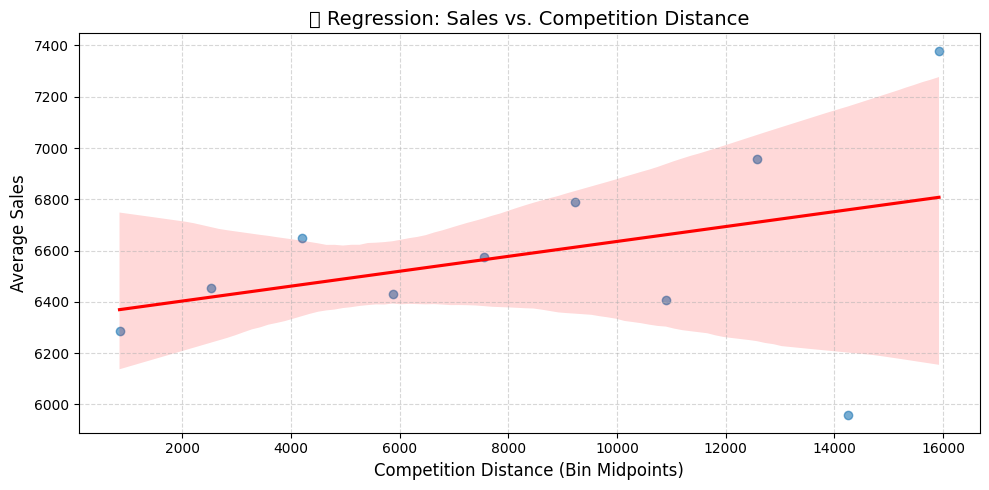 ▯ Regression: Sales vs. Competition Distance
7400
7200
7000
6800
6600
6400
6200
6000
Average Sales
2000 4000 6000 8000 10000 12000 14000 16000
Competition Distance (Bin Midpoints)